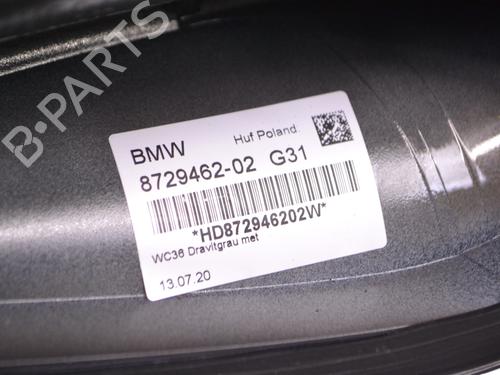 B-PARTS
BMW
Huf Poland
8729462-02 G31
*HD872946202W*
WC36 Dravitgrau met
13.07.20